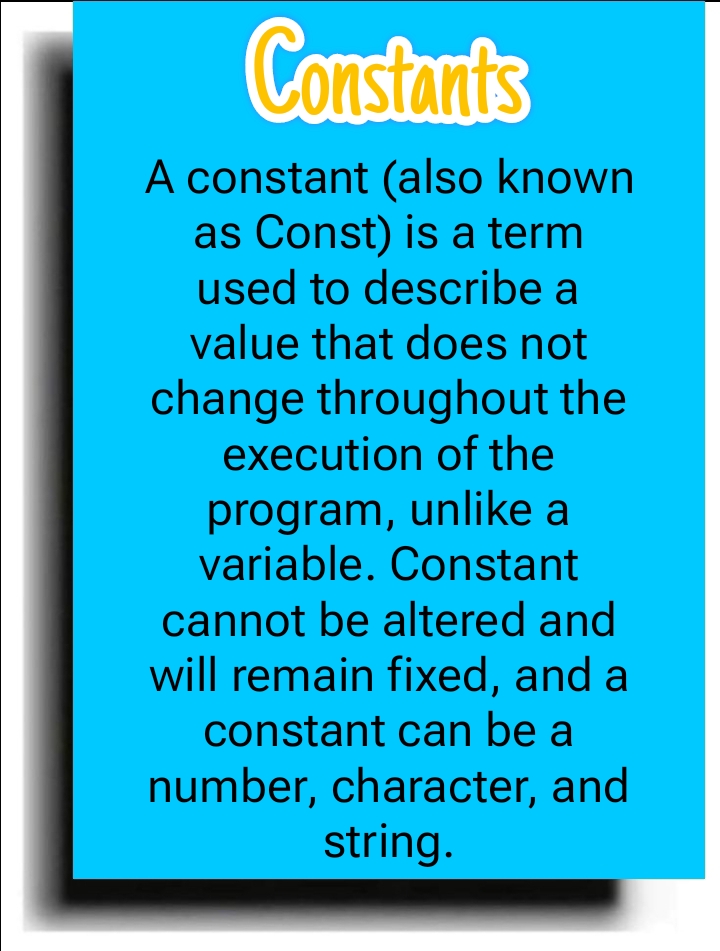 Constants
A constant (also known
as Const) is a term
used to describe a
value that does not
change throughout the
execution of the
program, unlike a
variable. Constant
cannot be altered and
will remain fixed, and a
constant can be a
number, character, and
string.